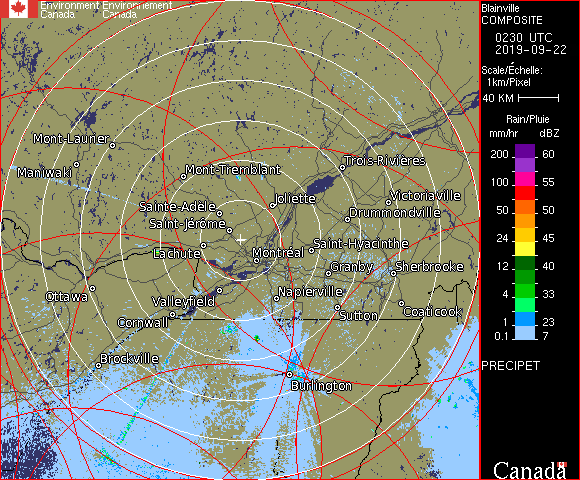 Environment Environnement
Canada Canada
Mont-Laurier
Maniwaki
Mont-Tremblant
Trois-Rivières
Sainte-Adèle
Joliette
Victoriaville
Saint-Jérôme
Drummondville
Lachute
Montréal
Saint-Hyacinthe
Granby
Sherbrooke
Ottawa
Valleyfield
Napierville
Cornwall
Sutton
Coaticook
Brockville
Burlington
Blainville
COMPOSITE
0230 UTC
2019-09-22
Scale/Échelle:
1km/Pixel
40 KM
Rain/Pluie
mm/hr dBZ
200 60
100 55
50 50
24 45
12 40
4 33
1 23
0.1 7
PRECIPET
Canada